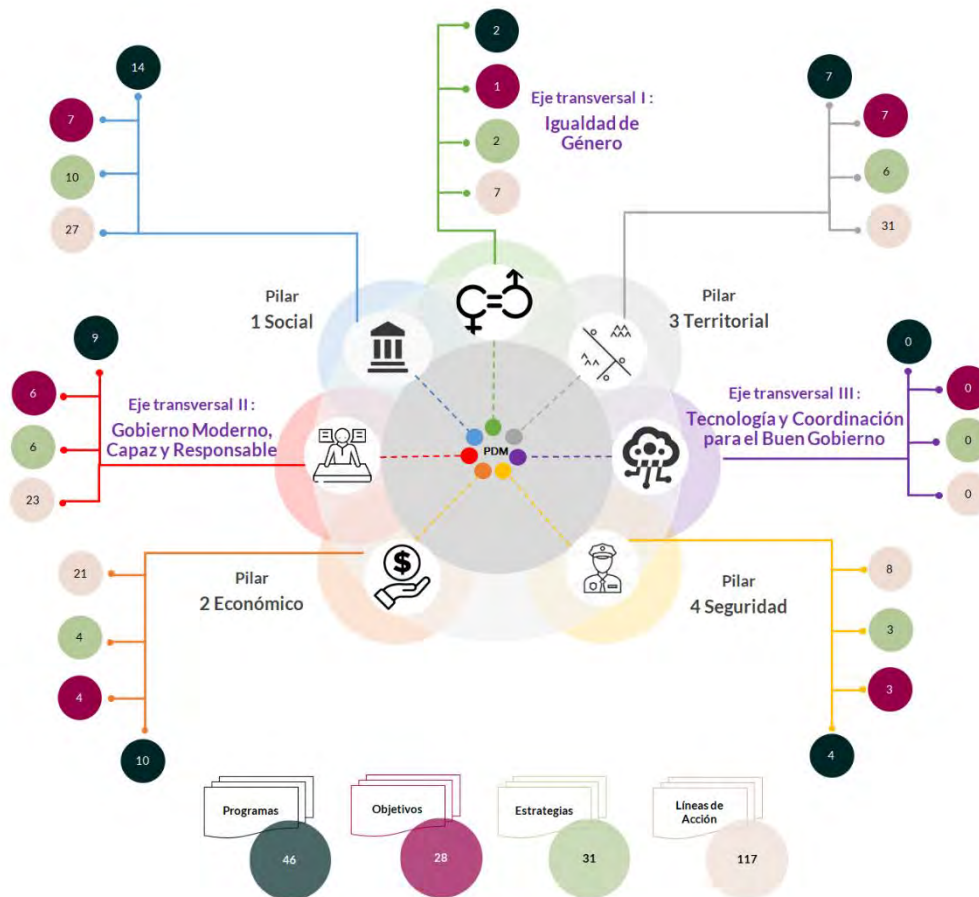 2
14
7
1
Eje transversal I :
Igualdad de
Género
7
7
2
10
6
7
27
31
Pilar
1 Social
Pilar
3 Territorial
9
0
6
0
Eje transversal II :
Gobierno Moderno,
Capaz y Responsable
Eje transversal III :
Tecnología y Coordinación
para el Buen Gobierno
6
0
PDM
23
0
21
8
Pilar
2 Económico
Pilar
4 Seguridad
4
3
4
3
10
4
Programas
Objetivos
Estrategias
Líneas de
Acción
46
28
31
117